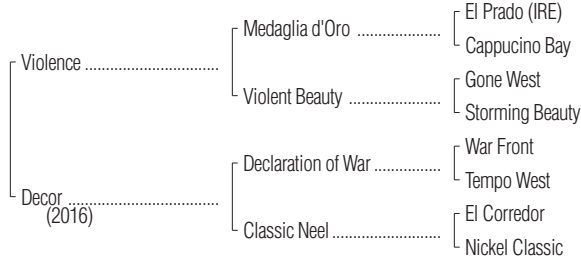 El Prado (IRE)
Medaglia d'Oro
Cappucino Bay
Violence
Gone West
Violent Beauty
Storming Beauty
War Front
Declaration of War
Tempo West
Decor
(2016)
El Corredor
Classic Neel
Nickel Classic